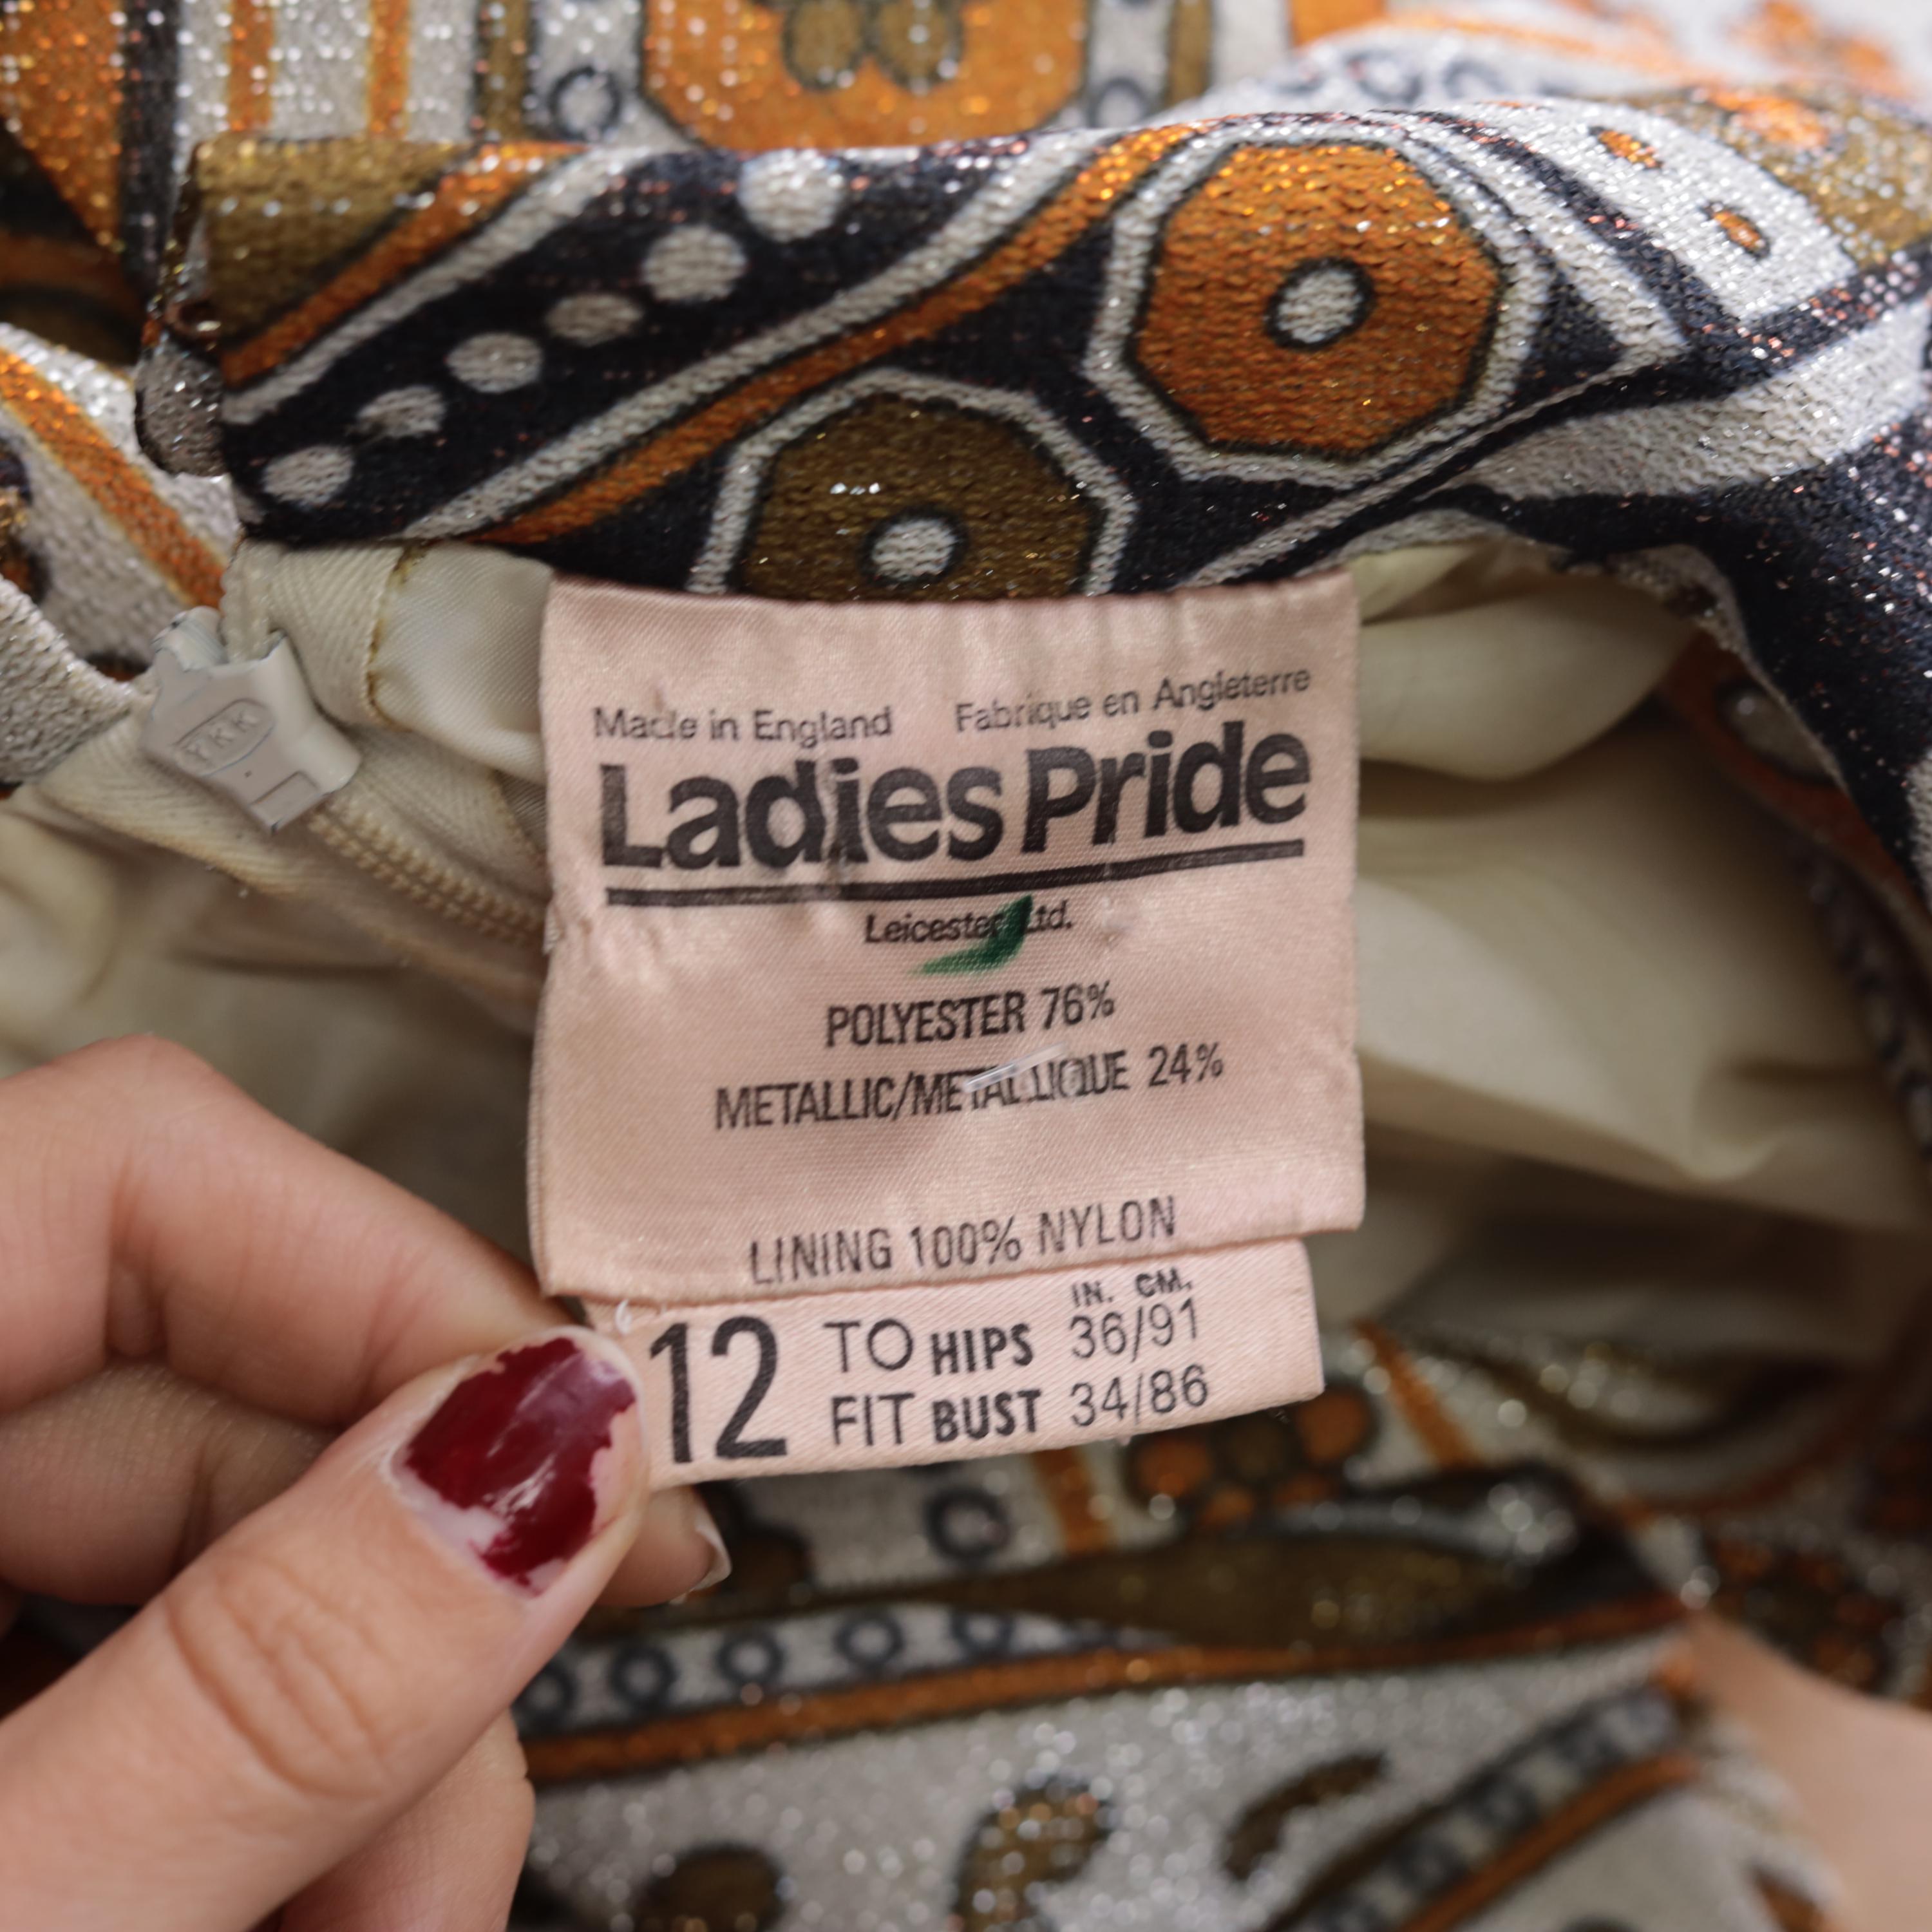 Made in England Fabrique en Angleterre
Ladies Pride
Leicester Ltd.
POLYESTER 76%
METALLIC/METALLIQUE 24%
LINING 100% NYLON
IN. CM.
12 TO HIPS 36/91
FIT BUST 34/86
YKK